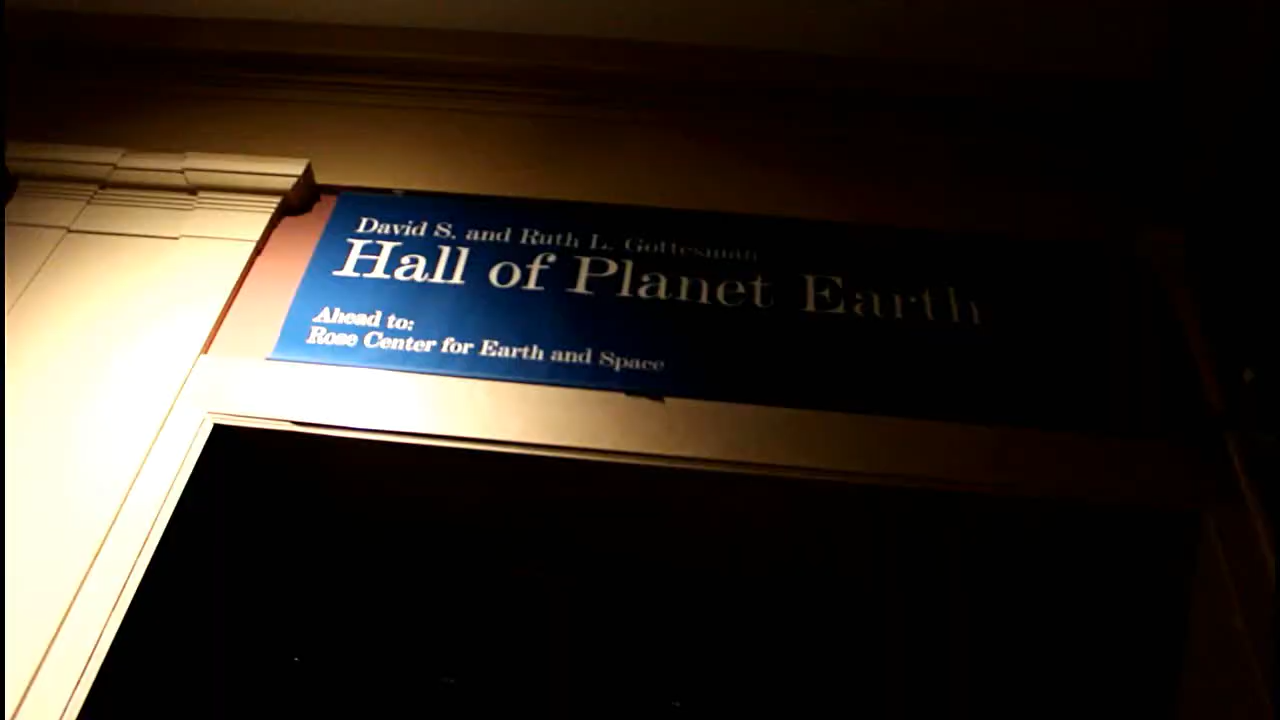 David S. and Ruth L. Gottesman
Hall of Planet Earth
Ahead to:
Rose Center for Earth and Space